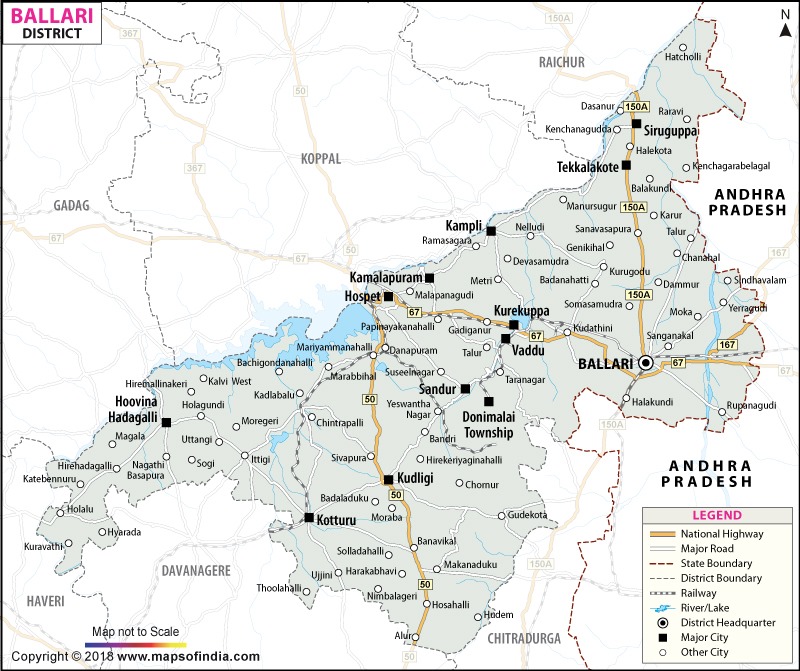 BALLARI
DISTRICT
N
150A
RAICHUR
Hatcholli
367
Dasanur
150A
Raravi
50
Kenchanagudda
Siruguppa
KOPPAL
Halekota
Tekkalakote
Kenchagarabelagal
367
Balakundi
ANDHRA
PRADESH
GADAG
Manursugur
150A
Karur
Kampli
Nelludi
Sanavasapura
Talur
67
Ramasagara
Genikihal
67
50
Devasamudra
Chanahal
167
Kamalapuram
Metri
Badanahatti
Kurugodu
Dammur
Sindhavalam
Hospet
Malapanagudi
150A
Yerragudi
67
Kurekuppa
Somasamudra
Moka
Papinayakanahalli
Gadiganur
67
Kudathini
Sanganakal
167
Mariyammanahalli
Danapuram
Talur
Vaddu
BALLARI
67
Bachigondanahalli
Marabbihal
Susheelnagar
Taranagar
Hiremallinakeri
Kalvi West
Sandur
Hoovina
Hadagalli
Holagundi
Kadlabalu
50
Yeswantha
Nagar
Donimalai
Township
Halakundi
Rupanagudi
Magala
Moregeri
Chintrapalli
150A
Uttangi
Bandri
Hirehadagalli
Nagathi
Basapura
Sogi
Ittigi
Sivapura
Hirekeriyaginahalli
ANDHRA
PRADESH
Katebennuru
Kudligi
Chornur
50
Badaladuku
Holalu
Kotturu
Moraba
Gudekota
LEGEND
Hyarada
National Highway
Kuravathi
Banavikal
Major Road
Solladahalli
State Boundary
DAVANAGERE
Ujjini
Harakabhavi
Makanaduku
District Boundary
150A
Thoolahalli
50
Railway
HAVERI
Nimbalageri
Hosahalli
River/Lake
Hudem
District Headquarter
Map not to Scale
Alur
CHITRADURGA
Major City
Copyright © 2018 www.mapsofindia.com
Other City